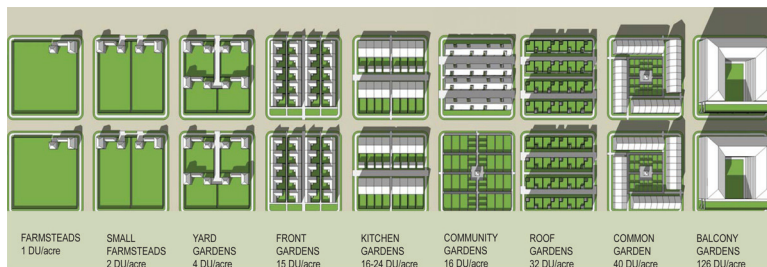 FARMSTEADS
1 DU/acre
SMALL
FARMSTEADS
2 DU/acre
YARD
GARDENS
4 DU/acre
FRONT
GARDENS
15 DU/acre
KITCHEN
GARDENS
16-24 DU/acre
COMMUNITY
GARDENS
16 DU/acre
ROOF
GARDENS
32 DU/acre
COMMON
GARDEN
40 DU/acre
BALCONY
GARDENS
126 DU/acre